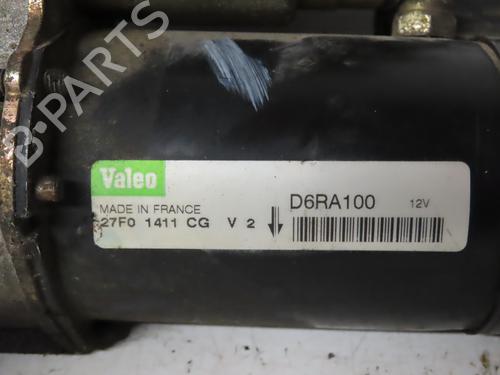 B-PARTS
Valeo
MADE IN FRANCE
27F0 1411 CG V 2
D6RA100 12V